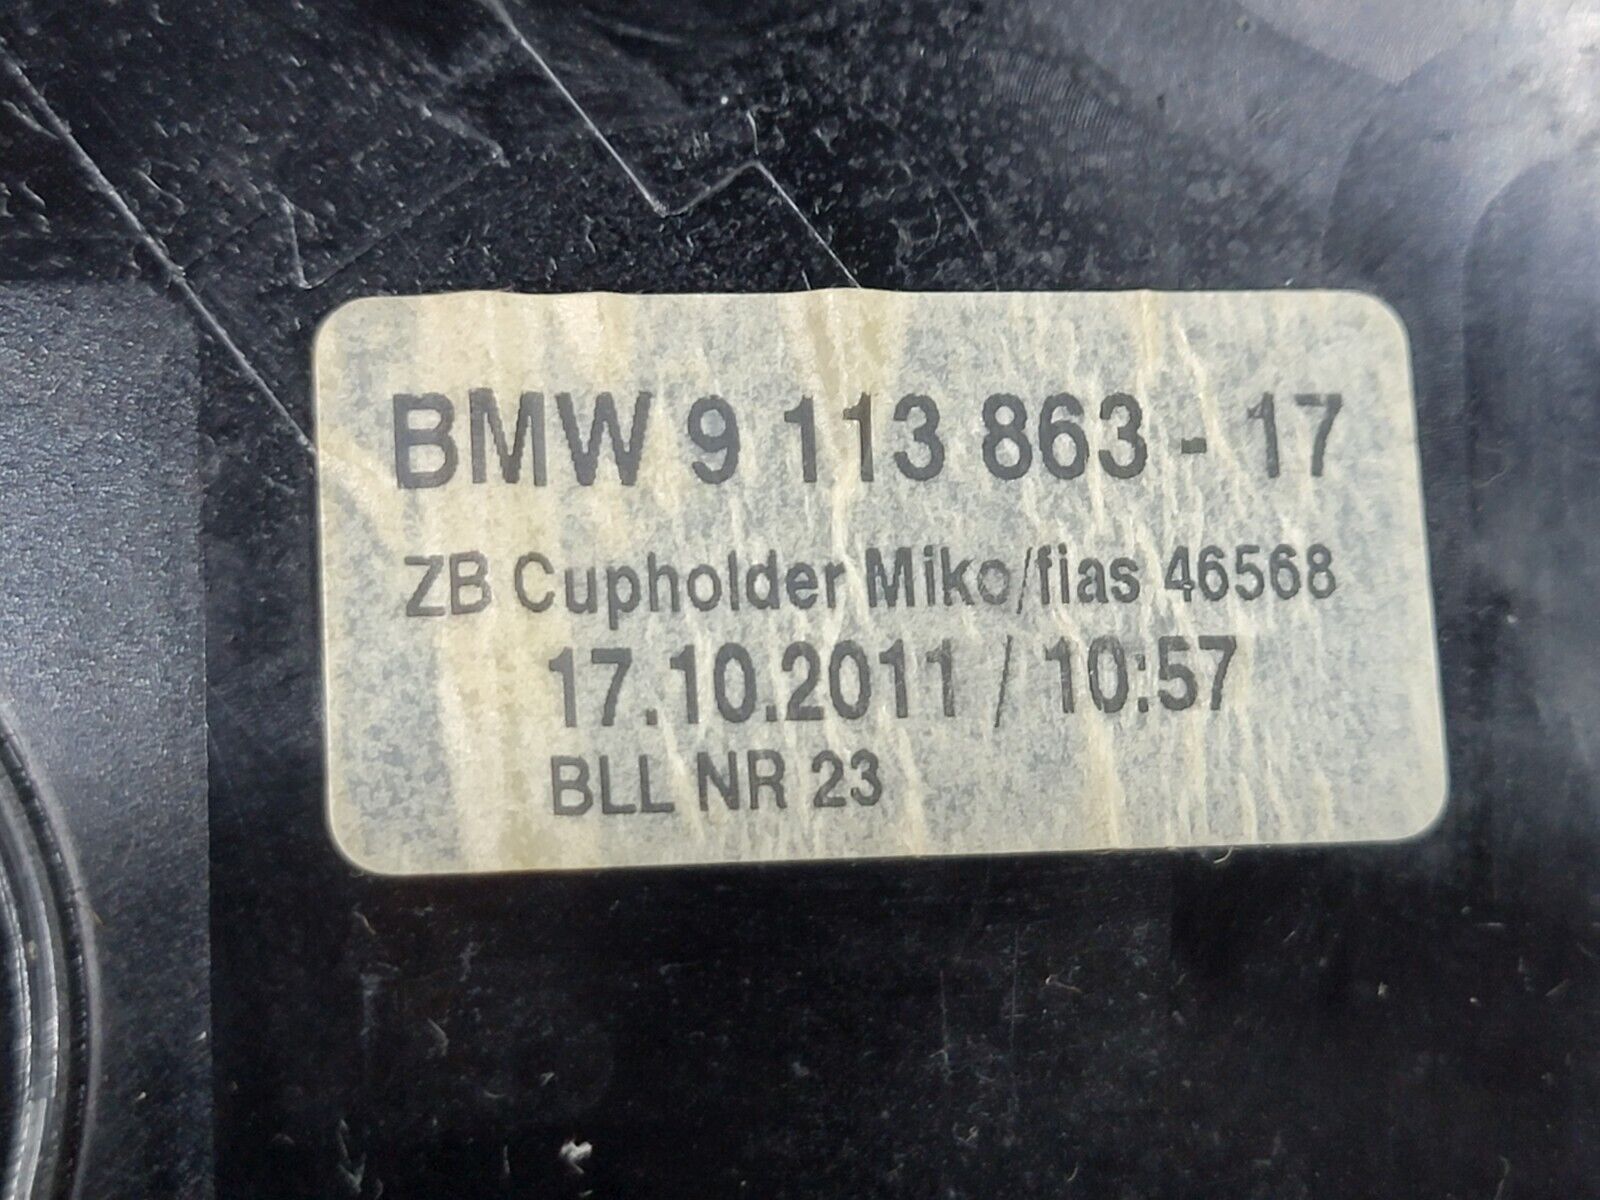 BMW 9 113 863 - 17
ZB Cupholder Miko/fias 46568
17.10.2011 / 10:57
BLL NR 23